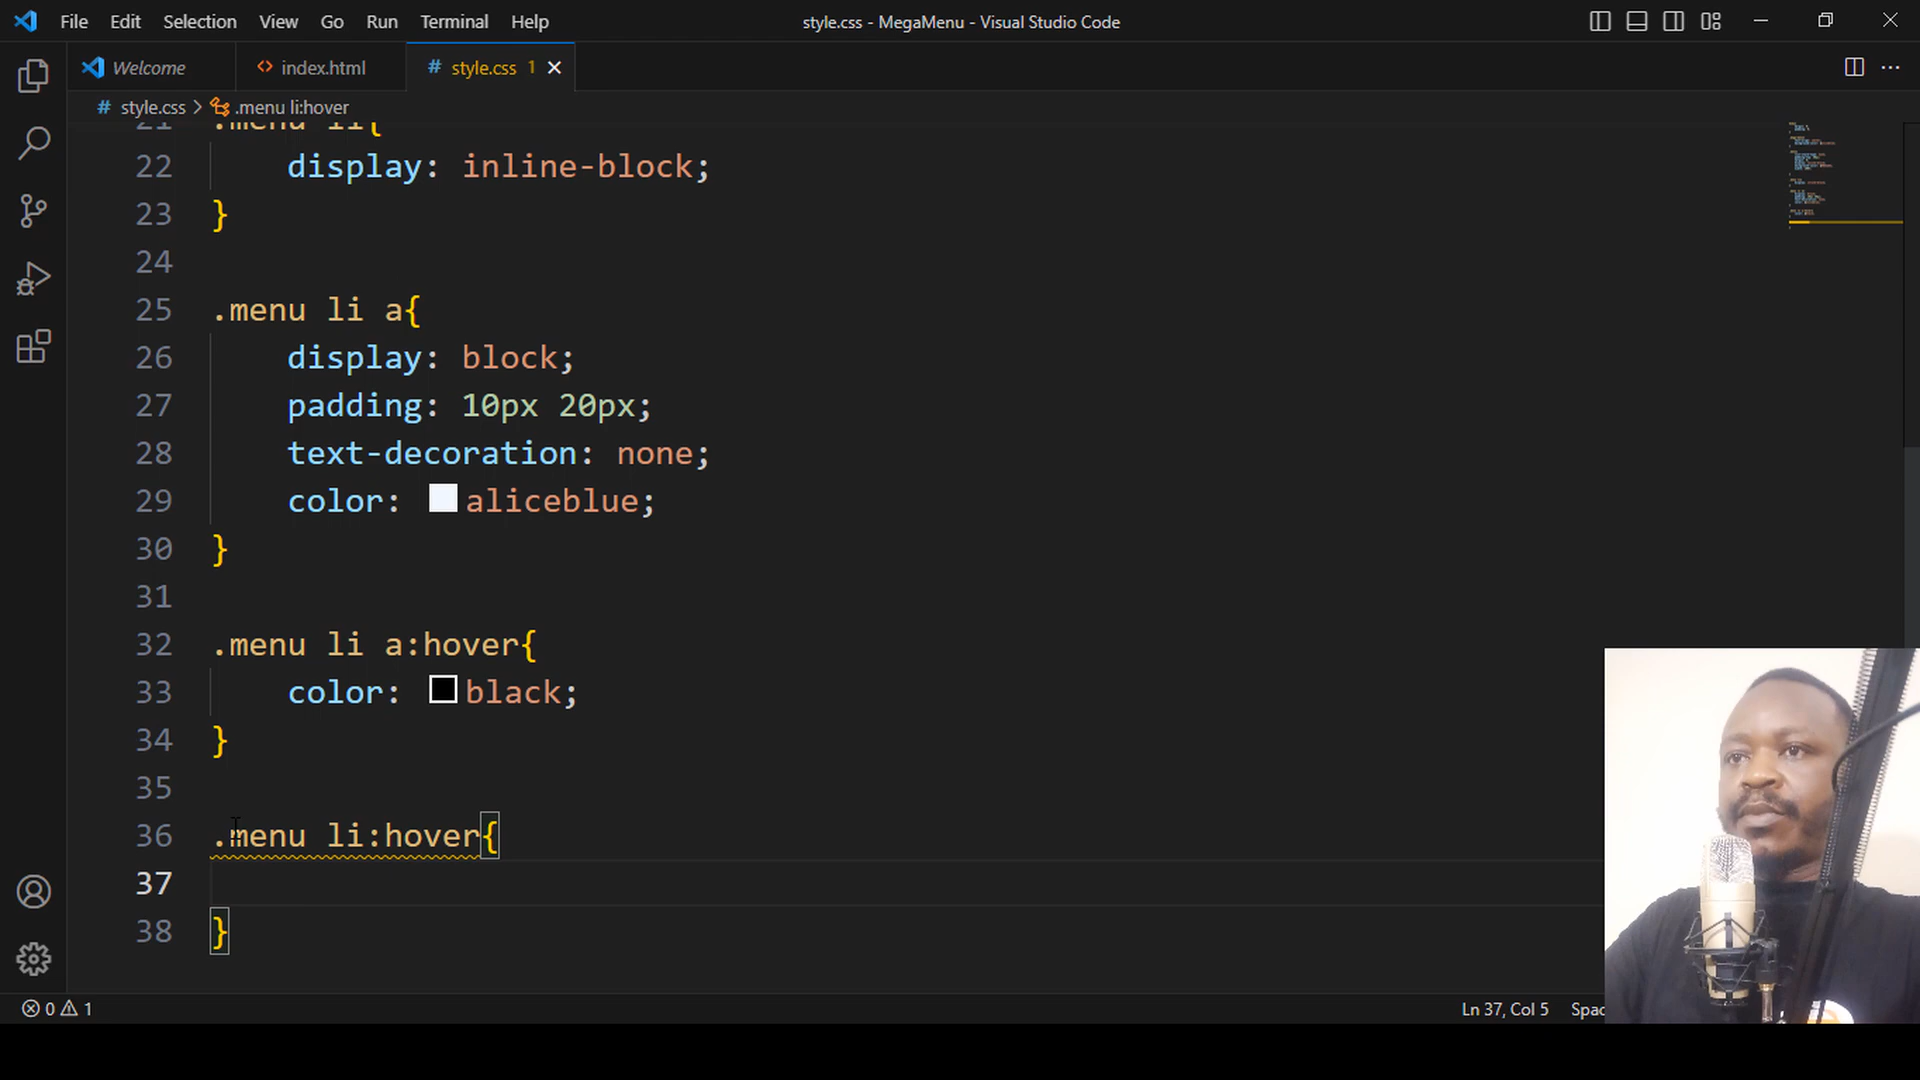 File Edit Selection View Go Run Terminal Help
style.css - MegaMenu - Visual Studio Code
Welcome index.html # style.css 1
# style.css > .menu li:hover
21 .menu li{
22 display: inline-block;
23 }
24
25 .menu li a{
26 display: block;
27 padding: 10px 20px;
28 text-decoration: none;
29 color: aliceblue;
30 }
31
32 .menu li a:hover{
33 color: black;
34 }
35
36 .menu li:hover{
37
38 }
0 1
Ln 37, Col 5